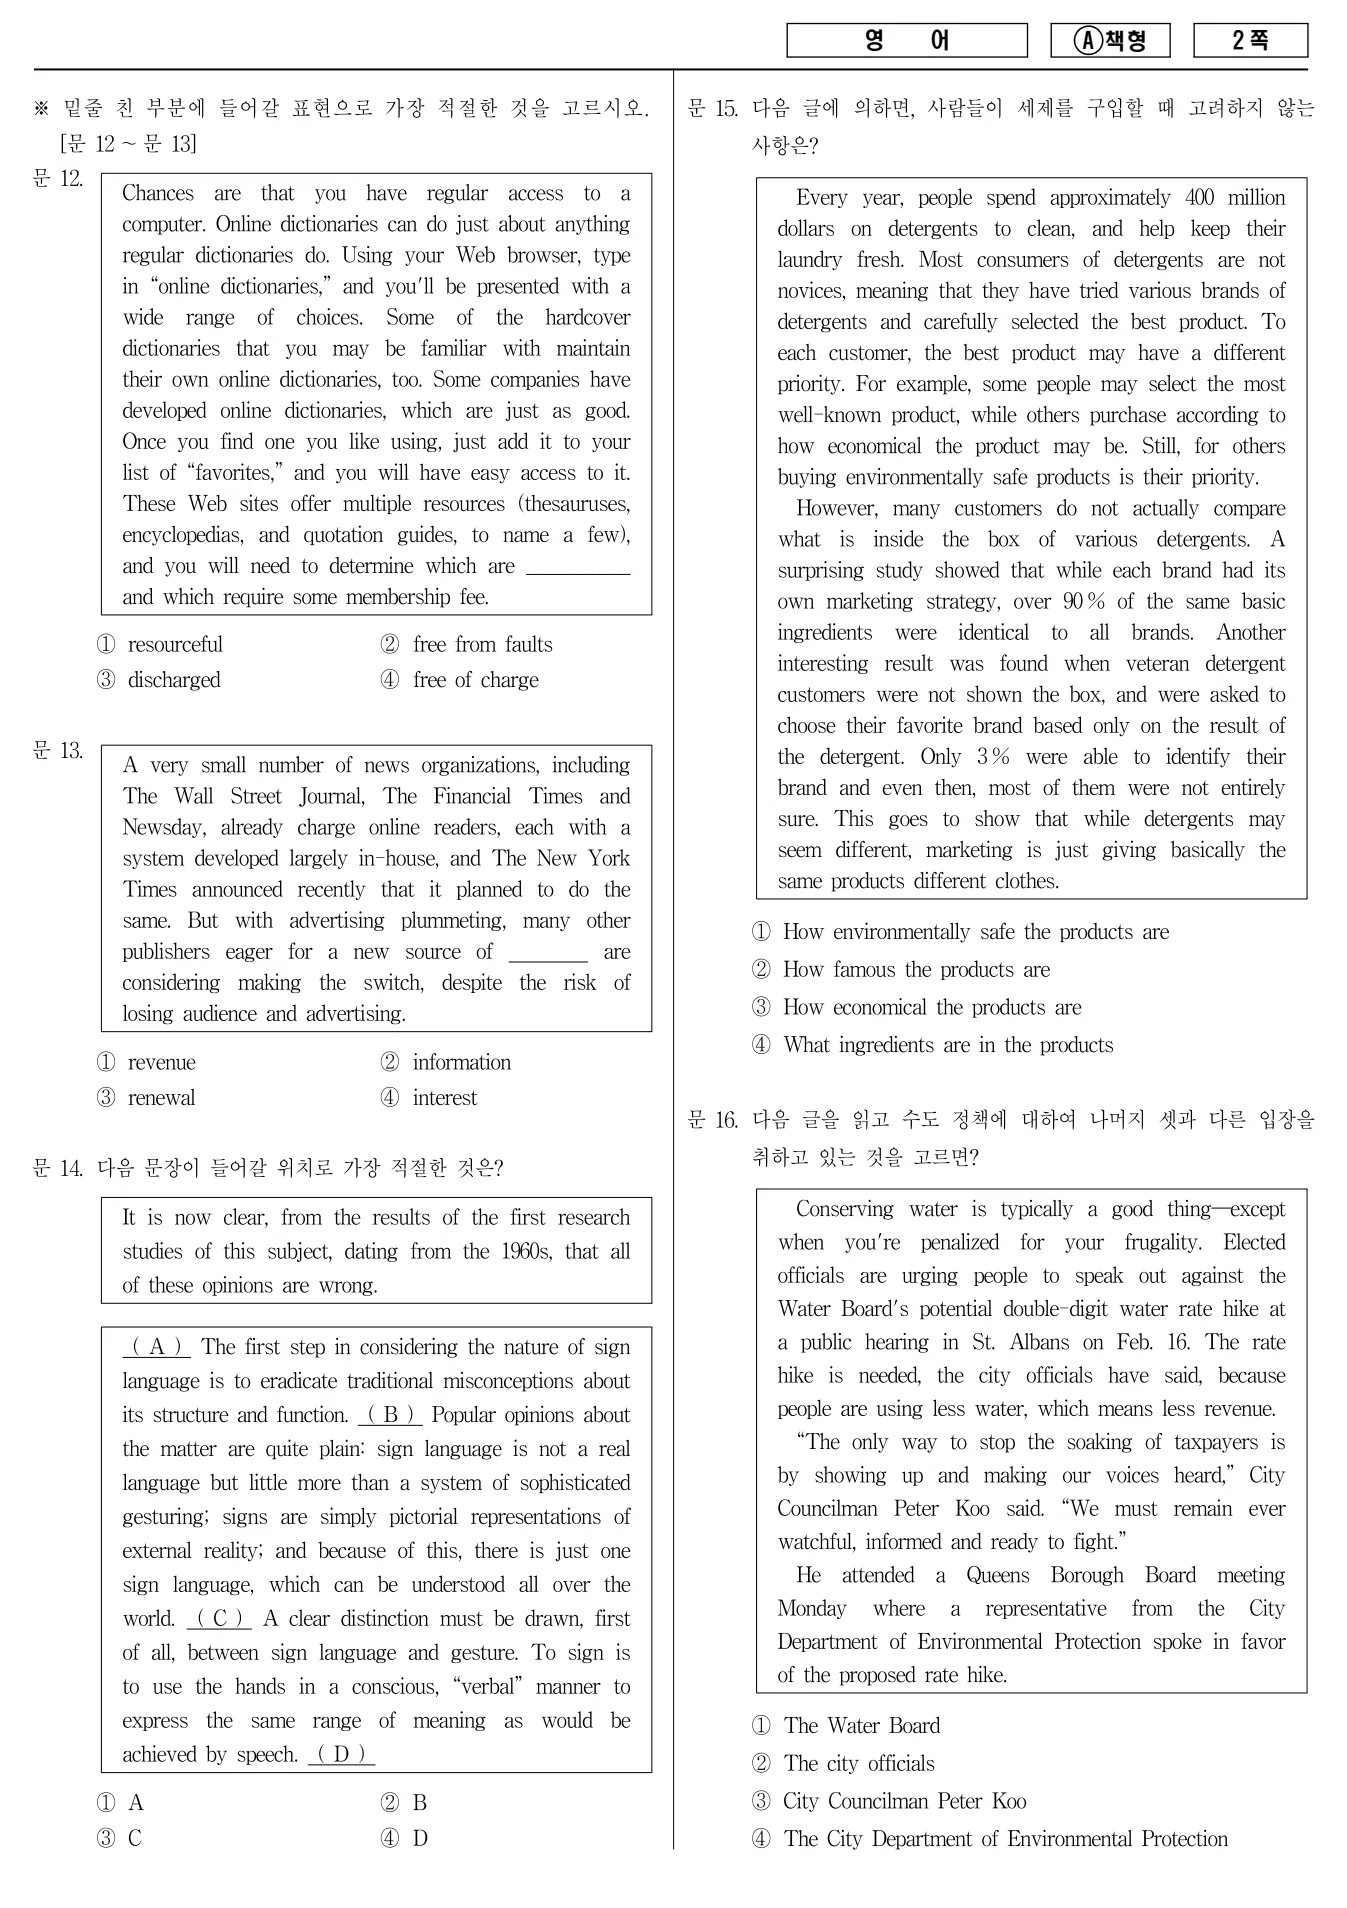 영 어
Ⓐ책형
2쪽
※ 밑줄 친 부분에 들어갈 표현으로 가장 적절한 것을 고르시오.
[문 12 ~ 문 13]
문 12.
Chances are that you have regular access to a
computer. Online dictionaries can do just about anything
regular dictionaries do. Using your Web browser, type
in “online dictionaries,” and you'll be presented with a
wide range of choices. Some of the hardcover
dictionaries that you may be familiar with maintain
their own online dictionaries, too. Some companies have
developed online dictionaries, which are just as good.
Once you find one you like using, just add it to your
list of “favorites,” and you will have easy access to it.
These Web sites offer multiple resources (thesauruses,
encyclopedias, and quotation guides, to name a few),
and you will need to determine which are __________
and which require some membership fee.
① resourceful ② free from faults
③ discharged ④ free of charge
문 13.
A very small number of news organizations, including
The Wall Street Journal, The Financial Times and
Newsday, already charge online readers, each with a
system developed largely in-house, and The New York
Times announced recently that it planned to do the
same. But with advertising plummeting, many other
publishers eager for a new source of ________ are
considering making the switch, despite the risk of
losing audience and advertising.
① revenue ② information
③ renewal ④ interest
문 14. 다음 문장이 들어갈 위치로 가장 적절한 것은?
It is now clear, from the results of the first research
studies of this subject, dating from the 1960s, that all
of these opinions are wrong.
( A ) The first step in considering the nature of sign
language is to eradicate traditional misconceptions about
its structure and function. ( B ) Popular opinions about
the matter are quite plain: sign language is not a real
language but little more than a system of sophisticated
gesturing; signs are simply pictorial representations of
external reality; and because of this, there is just one
sign language, which can be understood all over the
world. ( C ) A clear distinction must be drawn, first
of all, between sign language and gesture. To sign is
to use the hands in a conscious, “verbal” manner to
express the same range of meaning as would be
achieved by speech. ( D )
① A ② B
③ C ④ D
문 15. 다음 글에 의하면, 사람들이 세제를 구입할 때 고려하지 않는
사항은?
Every year, people spend approximately 400 million
dollars on detergents to clean, and help keep their
laundry fresh. Most consumers of detergents are not
novices, meaning that they have tried various brands of
detergents and carefully selected the best product. To
each customer, the best product may have a different
priority. For example, some people may select the most
well-known product, while others purchase according to
how economical the product may be. Still, for others
buying environmentally safe products is their priority.
However, many customers do not actually compare
what is inside the box of various detergents. A
surprising study showed that while each brand had its
own marketing strategy, over 90% of the same basic
ingredients were identical to all brands. Another
interesting result was found when veteran detergent
customers were not shown the box, and were asked to
choose their favorite brand based only on the result of
the detergent. Only 3% were able to identify their
brand and even then, most of them were not entirely
sure. This goes to show that while detergents may
seem different, marketing is just giving basically the
same products different clothes.
① How environmentally safe the products are
② How famous the products are
③ How economical the products are
④ What ingredients are in the products
문 16. 다음 글을 읽고 수도 정책에 대하여 나머지 셋과 다른 입장을
취하고 있는 것을 고르면?
Conserving water is typically a good thing—except
when you're penalized for your frugality. Elected
officials are urging people to speak out against the
Water Board's potential double-digit water rate hike at
a public hearing in St. Albans on Feb. 16. The rate
hike is needed, the city officials have said, because
people are using less water, which means less revenue.
“The only way to stop the soaking of taxpayers is
by showing up and making our voices heard,” City
Councilman Peter Koo said. “We must remain ever
watchful, informed and ready to fight.”
He attended a Queens Borough Board meeting
Monday where a representative from the City
Department of Environmental Protection spoke in favor
of the proposed rate hike.
① The Water Board
② The city officials
③ City Councilman Peter Koo
④ The City Department of Environmental Protection